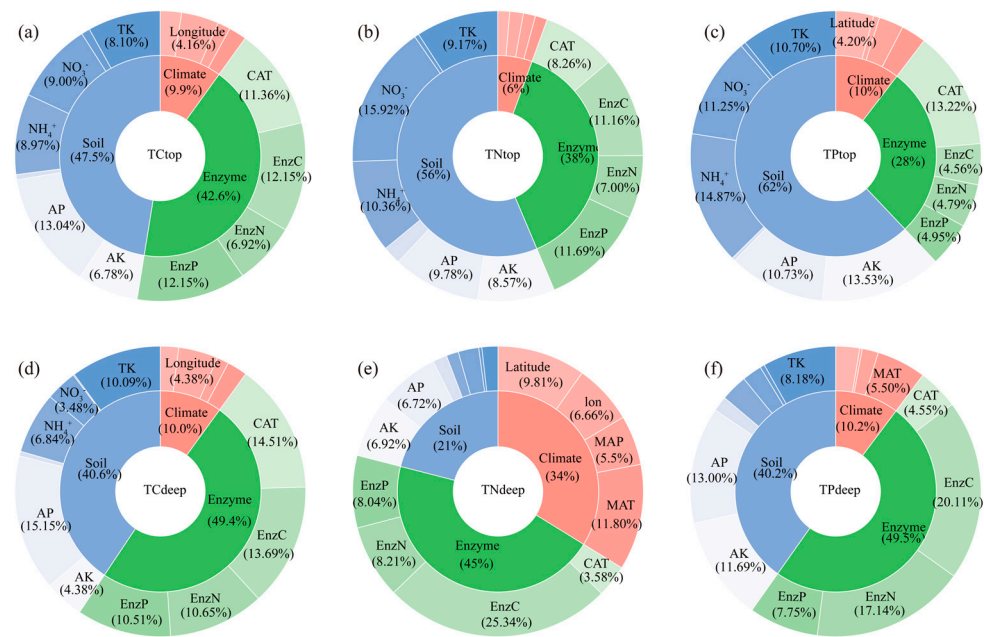 (a)
TK
(8.10%)
Longitude
(4.16%)
NO₃⁻
(9.00%)
Climate
(9.9%)
CAT
(11.36%)
NH₄⁺
(8.97%)
Soil
(47.5%)
TCtop
Enzyme
(42.6%)
EnzC
(12.15%)
AP
(13.04%)
EnzN
(6.92%)
AK
(6.78%)
EnzP
(12.15%)
(b)
TK
(9.17%)
CAT
(8.26%)
NO₃⁻
(15.92%)
Climate
(6%)
EnzC
(11.16%)
Soil
(56%)
TNtop
Enzyme
(38%)
NH₄⁺
(10.36%)
EnzN
(7.00%)
EnzP
(11.69%)
AP
(9.78%)
AK
(8.57%)
(c)
TK
(10.70%)
Latitude
(4.20%)
NO₃⁻
(11.25%)
Climate
(10%)
CAT
(13.22%)
NH₄⁺
(14.87%)
Soil
(62%)
TPtop
Enzyme
(28%)
EnzC
(4.56%)
EnzN
(4.79%)
EnzP
(4.95%)
AP
(10.73%)
AK
(13.53%)
(d)
TK
(10.09%)
Longitude
(4.38%)
NO₃⁻
(3.48%)
Climate
(10.0%)
CAT
(14.51%)
NH₄⁺
(6.84%)
Soil
(40.6%)
TCdeep
Enzyme
(49.4%)
AP
(15.15%)
EnzC
(13.69%)
AK
(4.38%)
EnzP
(10.51%)
EnzN
(10.65%)
(e)
Latitude
(9.81%)
AP
(6.72%)
lon
(6.66%)
AK
(6.92%)
Soil
(21%)
Climate
(34%)
MAP
(5.5%)
EnzP
(8.04%)
TNdeep
MAT
(11.80%)
EnzN
(8.21%)
Enzyme
(45%)
CAT
(3.58%)
EnzC
(25.34%)
(f)
TK
(8.18%)
MAT
(5.50%)
Climate
(10.2%)
CAT
(4.55%)
AP
(13.00%)
Soil
(40.2%)
TPdeep
EnzC
(20.11%)
Enzyme
(49.5%)
AK
(11.69%)
EnzP
(7.75%)
EnzN
(17.14%)